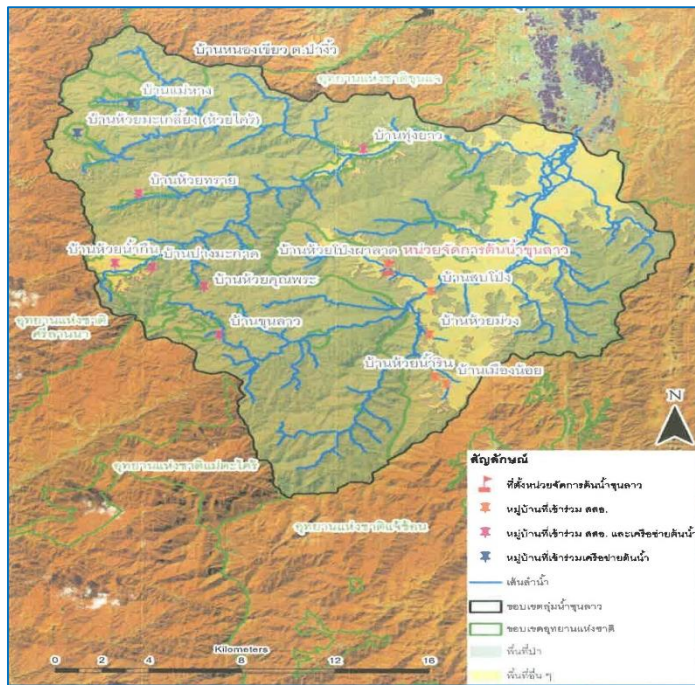 บ้านหนองเขียว ต.ป่างิ้ว
อุทยานแห่งชาติขุนแจ
บ้านแม่หาง
บ้านห้วยมะเกลี้ยง (ห้วยไคร้)
บ้านทุ่งยาว
บ้านห้วยทราย
บ้านห้วยน้ำกืน
บ้านปางมะกาด
บ้านห้วยโป่งผาลาด
หน่วยจัดการต้นน้ำขุนลาว
บ้านห้วยคุณพระ
บ้านสบโป่ง
อุทยานแห่งชาติ
ศรีลานนา
บ้านขุนลาว
บ้านห้วยม่วง
บ้านห้วยน้ำริน
บ้านเมืองน้อย
N
อุทยานแห่งชาติแม่ตะไคร้
อุทยานแห่งชาติแจ้ซ้อน
สัญลักษณ์
ที่ตั้งหน่วยจัดการต้นน้ำขุนลาว
หมู่บ้านที่เข้าร่วม สตอ.
หมู่บ้านที่เข้าร่วม สตอ. และเครือข่ายต้นน้ำ
หมู่บ้านที่เข้าร่วมเครือข่ายต้นน้ำ
เส้นลำน้ำ
ขอบเขตลุ่มน้ำขุนลาว
ขอบเขตอุทยานแห่งชาติ
พื้นที่ป่า
พื้นที่อื่น ๆ
Kilometers
0 2 4 8 12 16